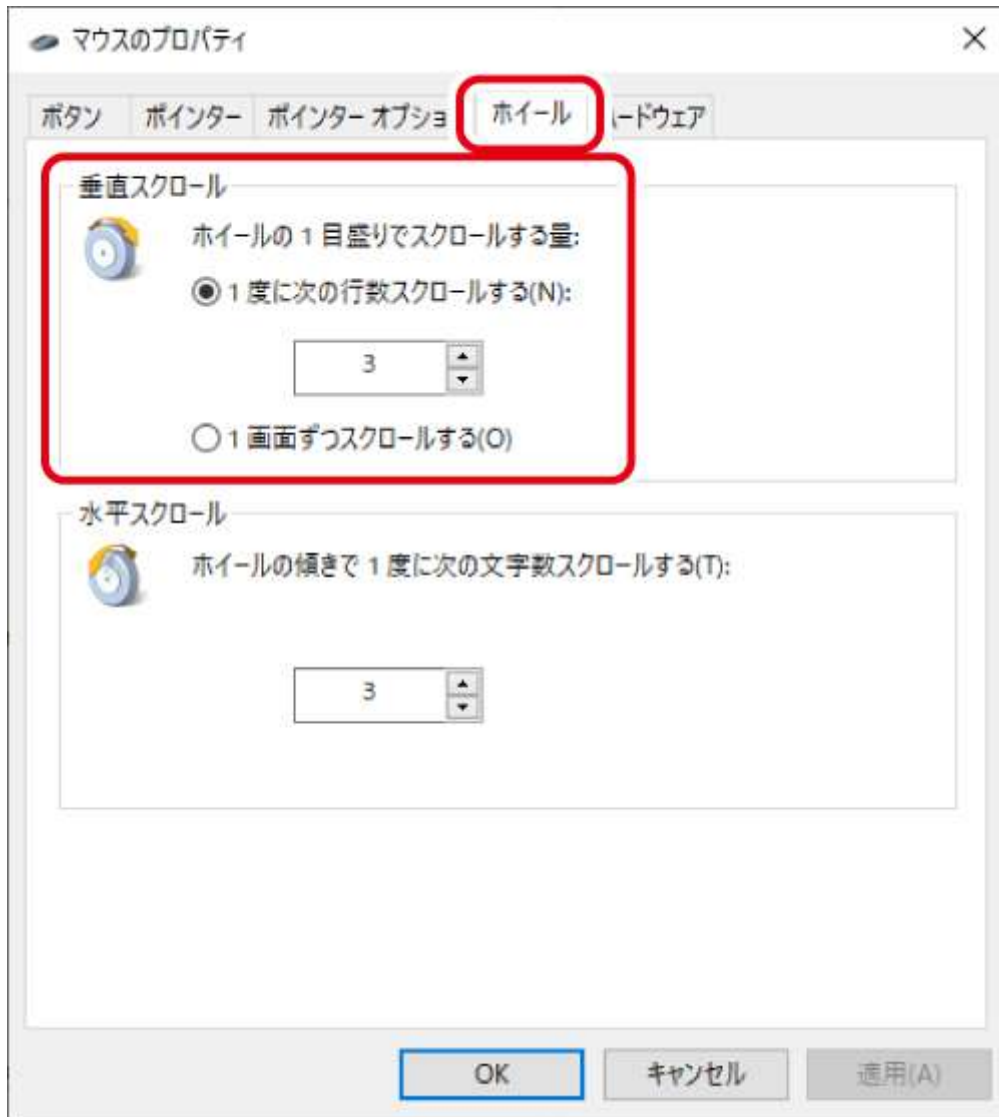 マウスのプロパティ
ボタン ポインター ポインター オプショ ホイール ードウェア
垂直スクロール
ホイールの 1 目盛りでスクロールする量:
1 度に次の行数スクロールする(N):
3
1 画面ずつスクロールする(O)
水平スクロール
ホイールの傾きで 1 度に次の文字数スクロールする(T):
3
OK キャンセル 適用(A)